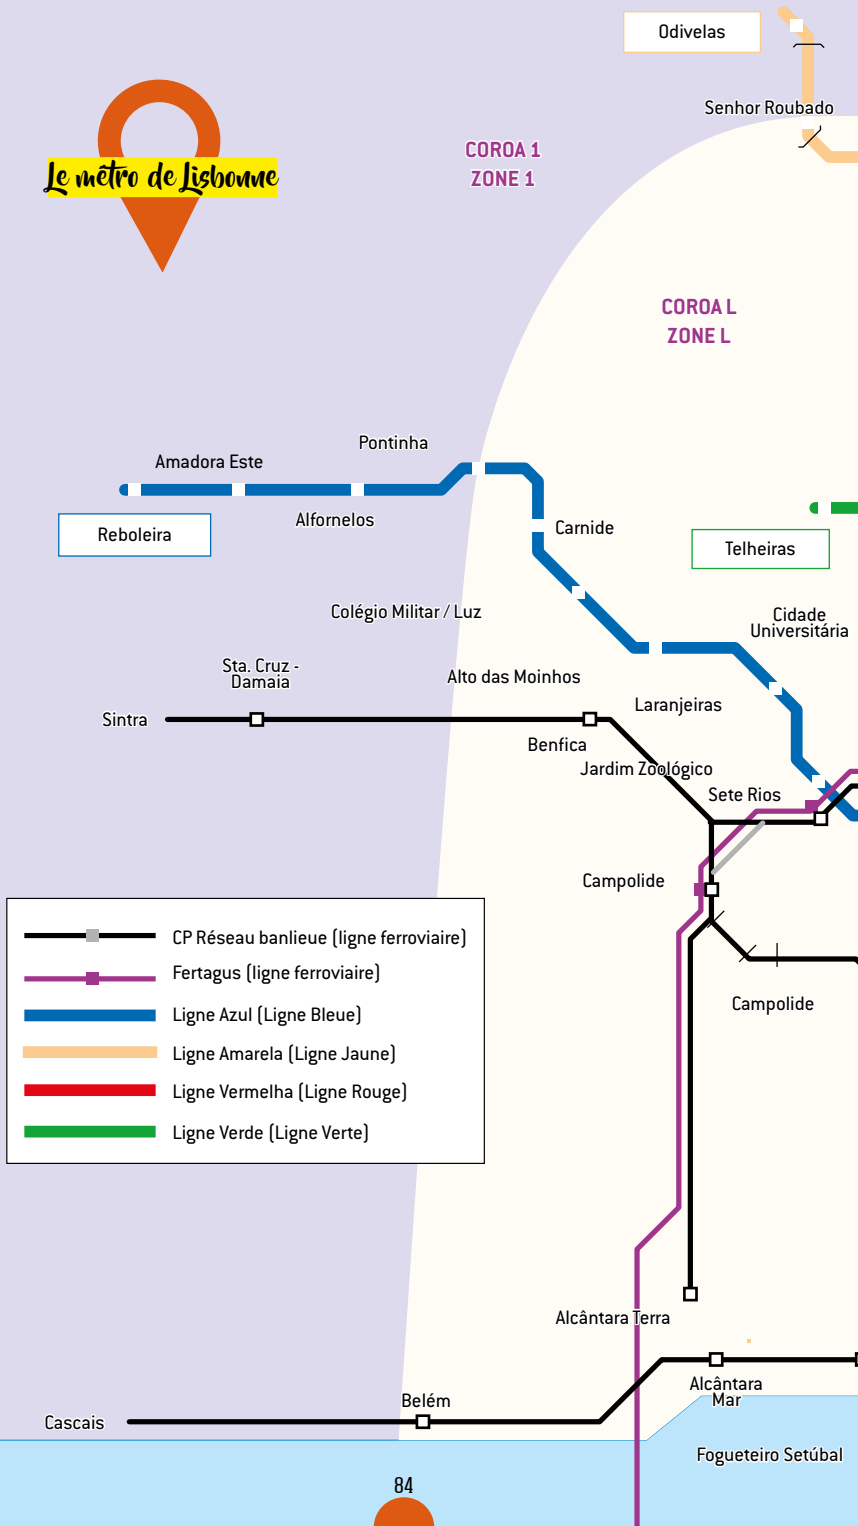 Odivelas
Senhor Roubado
COROA 1
ZONE 1
Le métro de Lisbonne
COROA L
ZONE L
Pontinha
Amadora Este
Alfornelos
Reboleira
Carnide
Telheiras
Colégio Militar / Luz
Cidade
Universitária
Sta. Cruz -
Damaia
Alto das Moinhos
Laranjeiras
Sintra
Benfica
Jardim Zoológico
Sete Rios
Campolide
CP Réseau banlieue (ligne ferroviaire)
Fertagus (ligne ferroviaire)
Ligne Azul (Ligne Bleue)
Ligne Amarela (Ligne Jaune)
Ligne Vermelha (Ligne Rouge)
Ligne Verde (Ligne Verte)
Campolide
Alcântara Terra
Alcântara
Mar
Belém
Cascais
Fogueteiro Setúbal
84